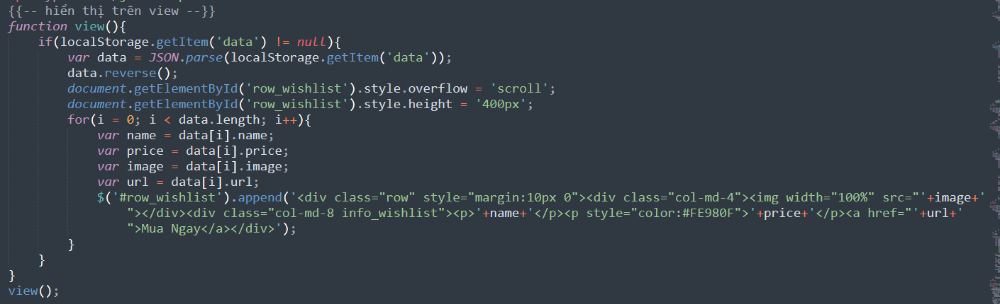 {{-- hiển thị trên view --}}
function view(){
    if(localStorage.getItem('data') != null){
        var data = JSON.parse(localStorage.getItem('data'));
        data.reverse();
        document.getElementById('row_wishlist').style.overflow = 'scroll';
        document.getElementById('row_wishlist').style.height = '400px';
        for(i = 0; i < data.length; i++){
            var name = data[i].name;
            var price = data[i].price;
            var image = data[i].image;
            var url = data[i].url;
            $('#row_wishlist').append('<div class="row" style="margin:10px 0"><div class="col-md-4"><img width="100%" src="'+image+'
                "></div><div class="col-md-8 info_wishlist"><p>'+name+'</p><p style="color:#FE980F">'+price+'</p><a href="'+url+'
                ">Mua Ngay</a></div>');
        }
    }
}
view();